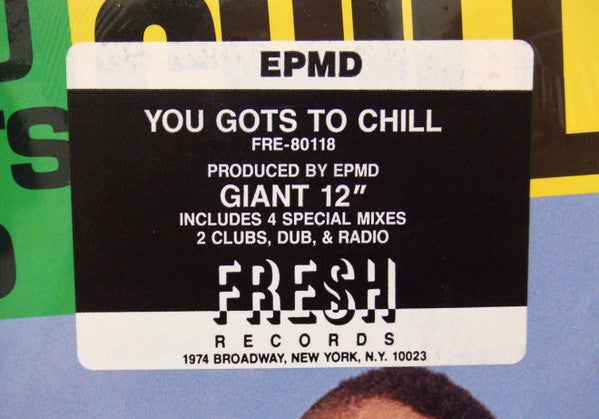 EPMD
YOU GOTS TO CHILL
FRE-80118
PRODUCED BY EPMD
GIANT 12"
INCLUDES 4 SPECIAL MIXES
2 CLUBS, DUB, & RADIO
FRESH
RECORDS
1974 BROADWAY, NEW YORK, N.Y. 10023